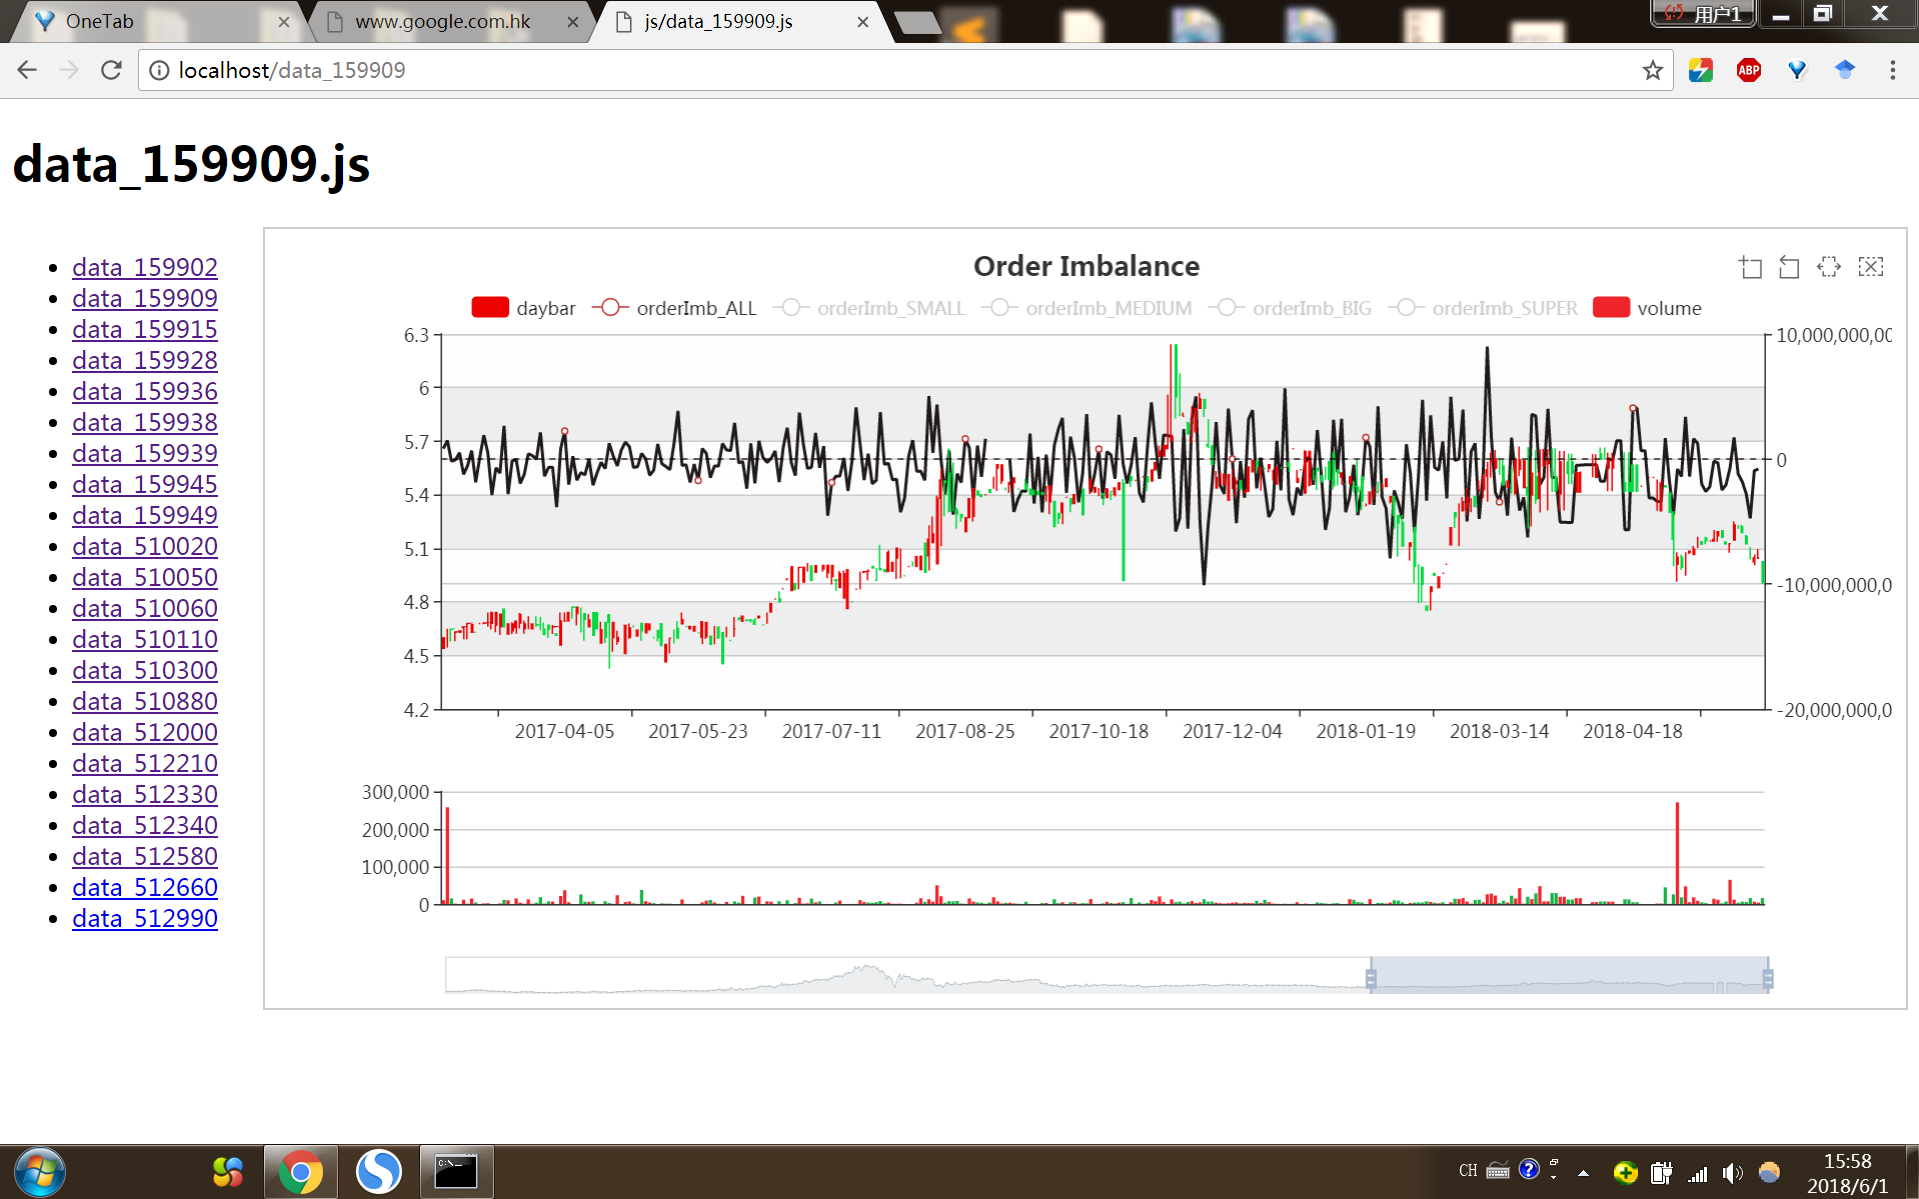 OneTab
www.google.com.hk
js/data_159909.js
用户1
localhost/data_159909
ABP
data_159909.js
data_159902
data_159909
data_159915
data_159928
data_159936
data_159938
data_159939
data_159945
data_159949
data_510020
data_510050
data_510060
data_510110
data_510300
data_510880
data_512000
data_512210
data_512330
data_512340
data_512580
data_512660
data_512990
Order Imbalance
daybar orderImb_ALL orderImb_SMALL orderImb_MEDIUM orderImb_BIG orderImb_SUPER volume
6.3
6
5.7
5.4
5.1
4.8
4.5
4.2
10,000,000,00
0
-10,000,000,0
-20,000,000,0
2017-04-05 2017-05-23 2017-07-11 2017-08-25 2017-10-18 2017-12-04 2018-01-19 2018-03-14 2018-04-18
300,000
200,000
100,000
0
C:\_
CH
15:58
2018/6/1